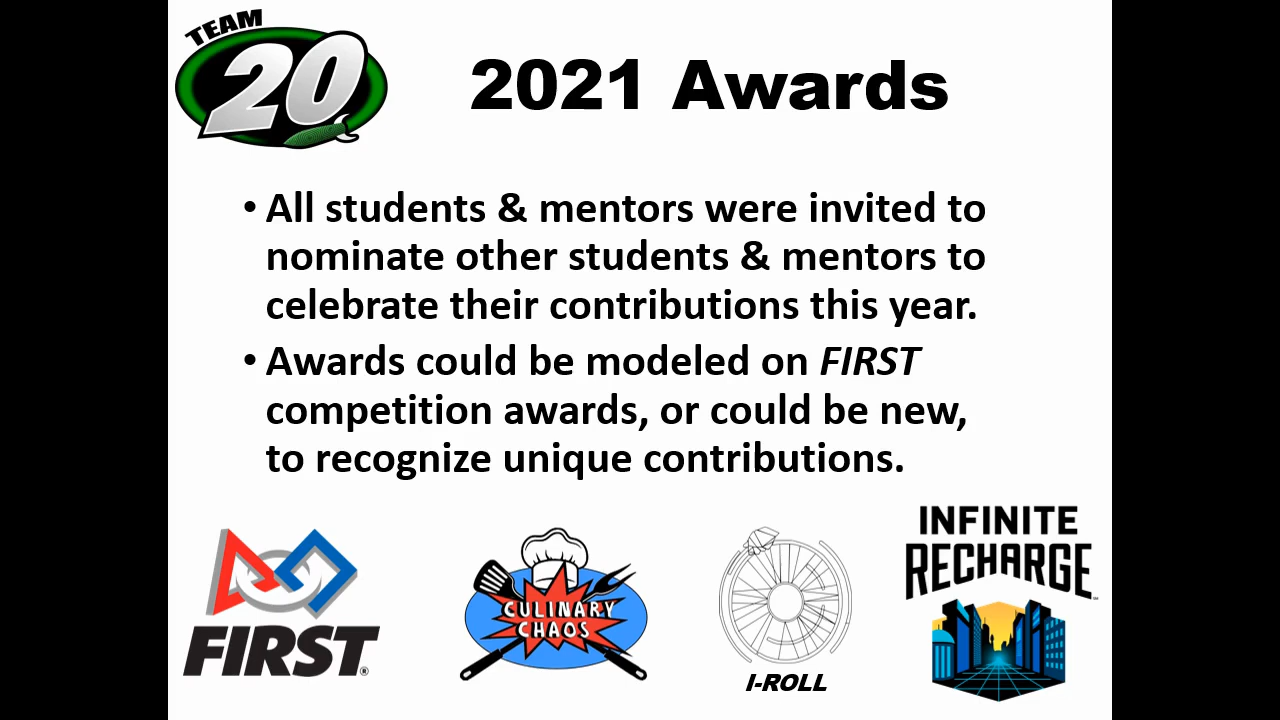 TEAM
20
2021 Awards
• All students & mentors were invited to
nominate other students & mentors to
celebrate their contributions this year.
• Awards could be modeled on FIRST
competition awards, or could be new,
to recognize unique contributions.
FIRST®
CULINARY
CHAOS
I-ROLL
INFINITE
RECHARGE℠